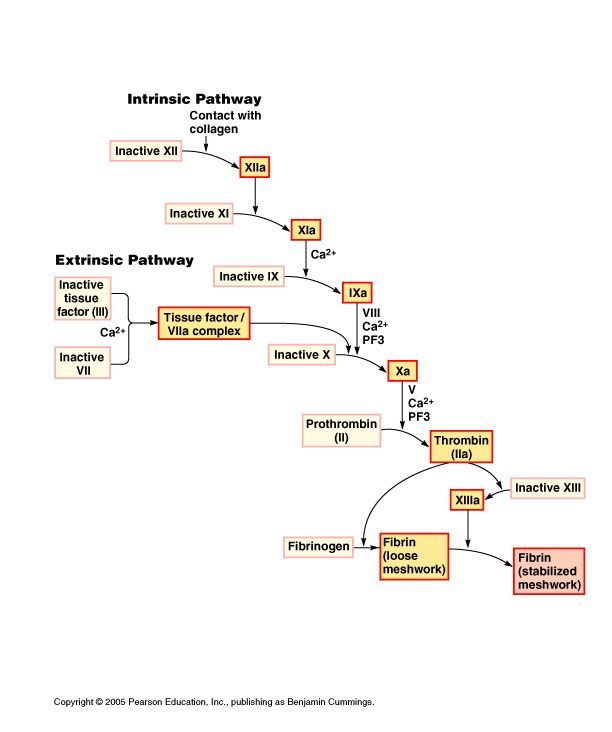 Intrinsic Pathway
Contact with
collagen
Inactive XII
XIIa
Inactive XI
XIa
Ca2+
Extrinsic Pathway
Inactive IX
Inactive
tissue
factor (III)
IXa
Tissue factor /
VIIa complex
VIII
Ca2+
PF3
Ca2+
Inactive
VII
Inactive X
Xa
V
Ca2+
PF3
Prothrombin
(II)
Thrombin
(IIa)
Inactive XIII
XIIIa
Fibrinogen
Fibrin
(loose
meshwork)
Fibrin
(stabilized
meshwork)
Copyright © 2005 Pearson Education, Inc., publishing as Benjamin Cummings.